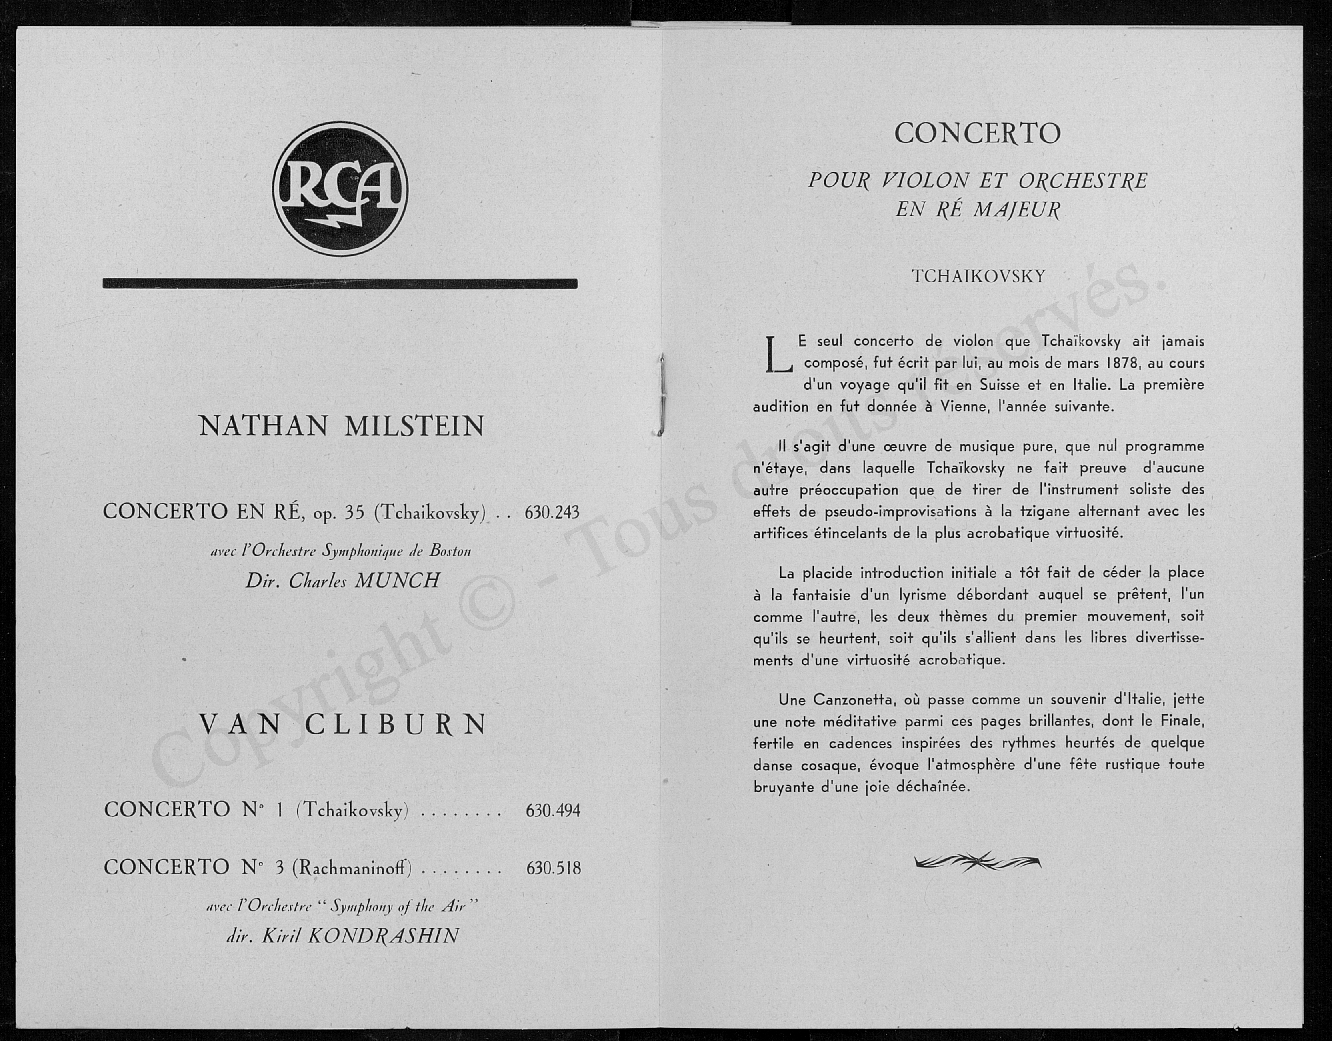 RCA
NATHAN MILSTEIN
CONCERTO EN RÉ, op. 35 (Tchaikovsky) . . 630.243
avec l'Orchestre Symphonique de Boston
Dir. Charles MUNCH
VAN CLIBURN
CONCERTO N° 1 (Tchaikovsky) . . . . . . . . 630.494
CONCERTO N° 3 (Rachmaninoff) . . . . . . . . 630.518
avec l'Orchestre “ Symphony of the Air ”
dir. Kiril KONDRASHIN
CONCERTO
POUR VIOLON ET ORCHESTRE
EN RÉ MAJEUR
TCHAIKOVSKY
LE seul concerto de violon que Tchaïkovsky ait jamais
composé, fut écrit par lui, au mois de mars 1878, au cours
d'un voyage qu'il fit en Suisse et en Italie. La première
audition en fut donnée à Vienne, l'année suivante.
Il s'agit d'une œuvre de musique pure, que nul programme
n'étaye, dans laquelle Tchaïkovsky ne fait preuve d'aucune
autre préoccupation que de tirer de l'instrument soliste des
effets de pseudo-improvisations à la tzigane alternant avec les
artifices étincelants de la plus acrobatique virtuosité.
La placide introduction initiale a tôt fait de céder la place
à la fantaisie d'un lyrisme débordant auquel se prêtent, l'un
comme l'autre, les deux thèmes du premier mouvement, soit
qu'ils se heurtent, soit qu'ils s'allient dans les libres divertisse-
ments d'une virtuosité acrobatique.
Une Canzonetta, où passe comme un souvenir d'Italie, jette
une note méditative parmi ces pages brillantes, dont le Finale,
fertile en cadences inspirées des rythmes heurtés de quelque
danse cosaque, évoque l'atmosphère d'une fête rustique toute
bruyante d'une joie déchaînée.
Copyright © - Tous droits réservés.